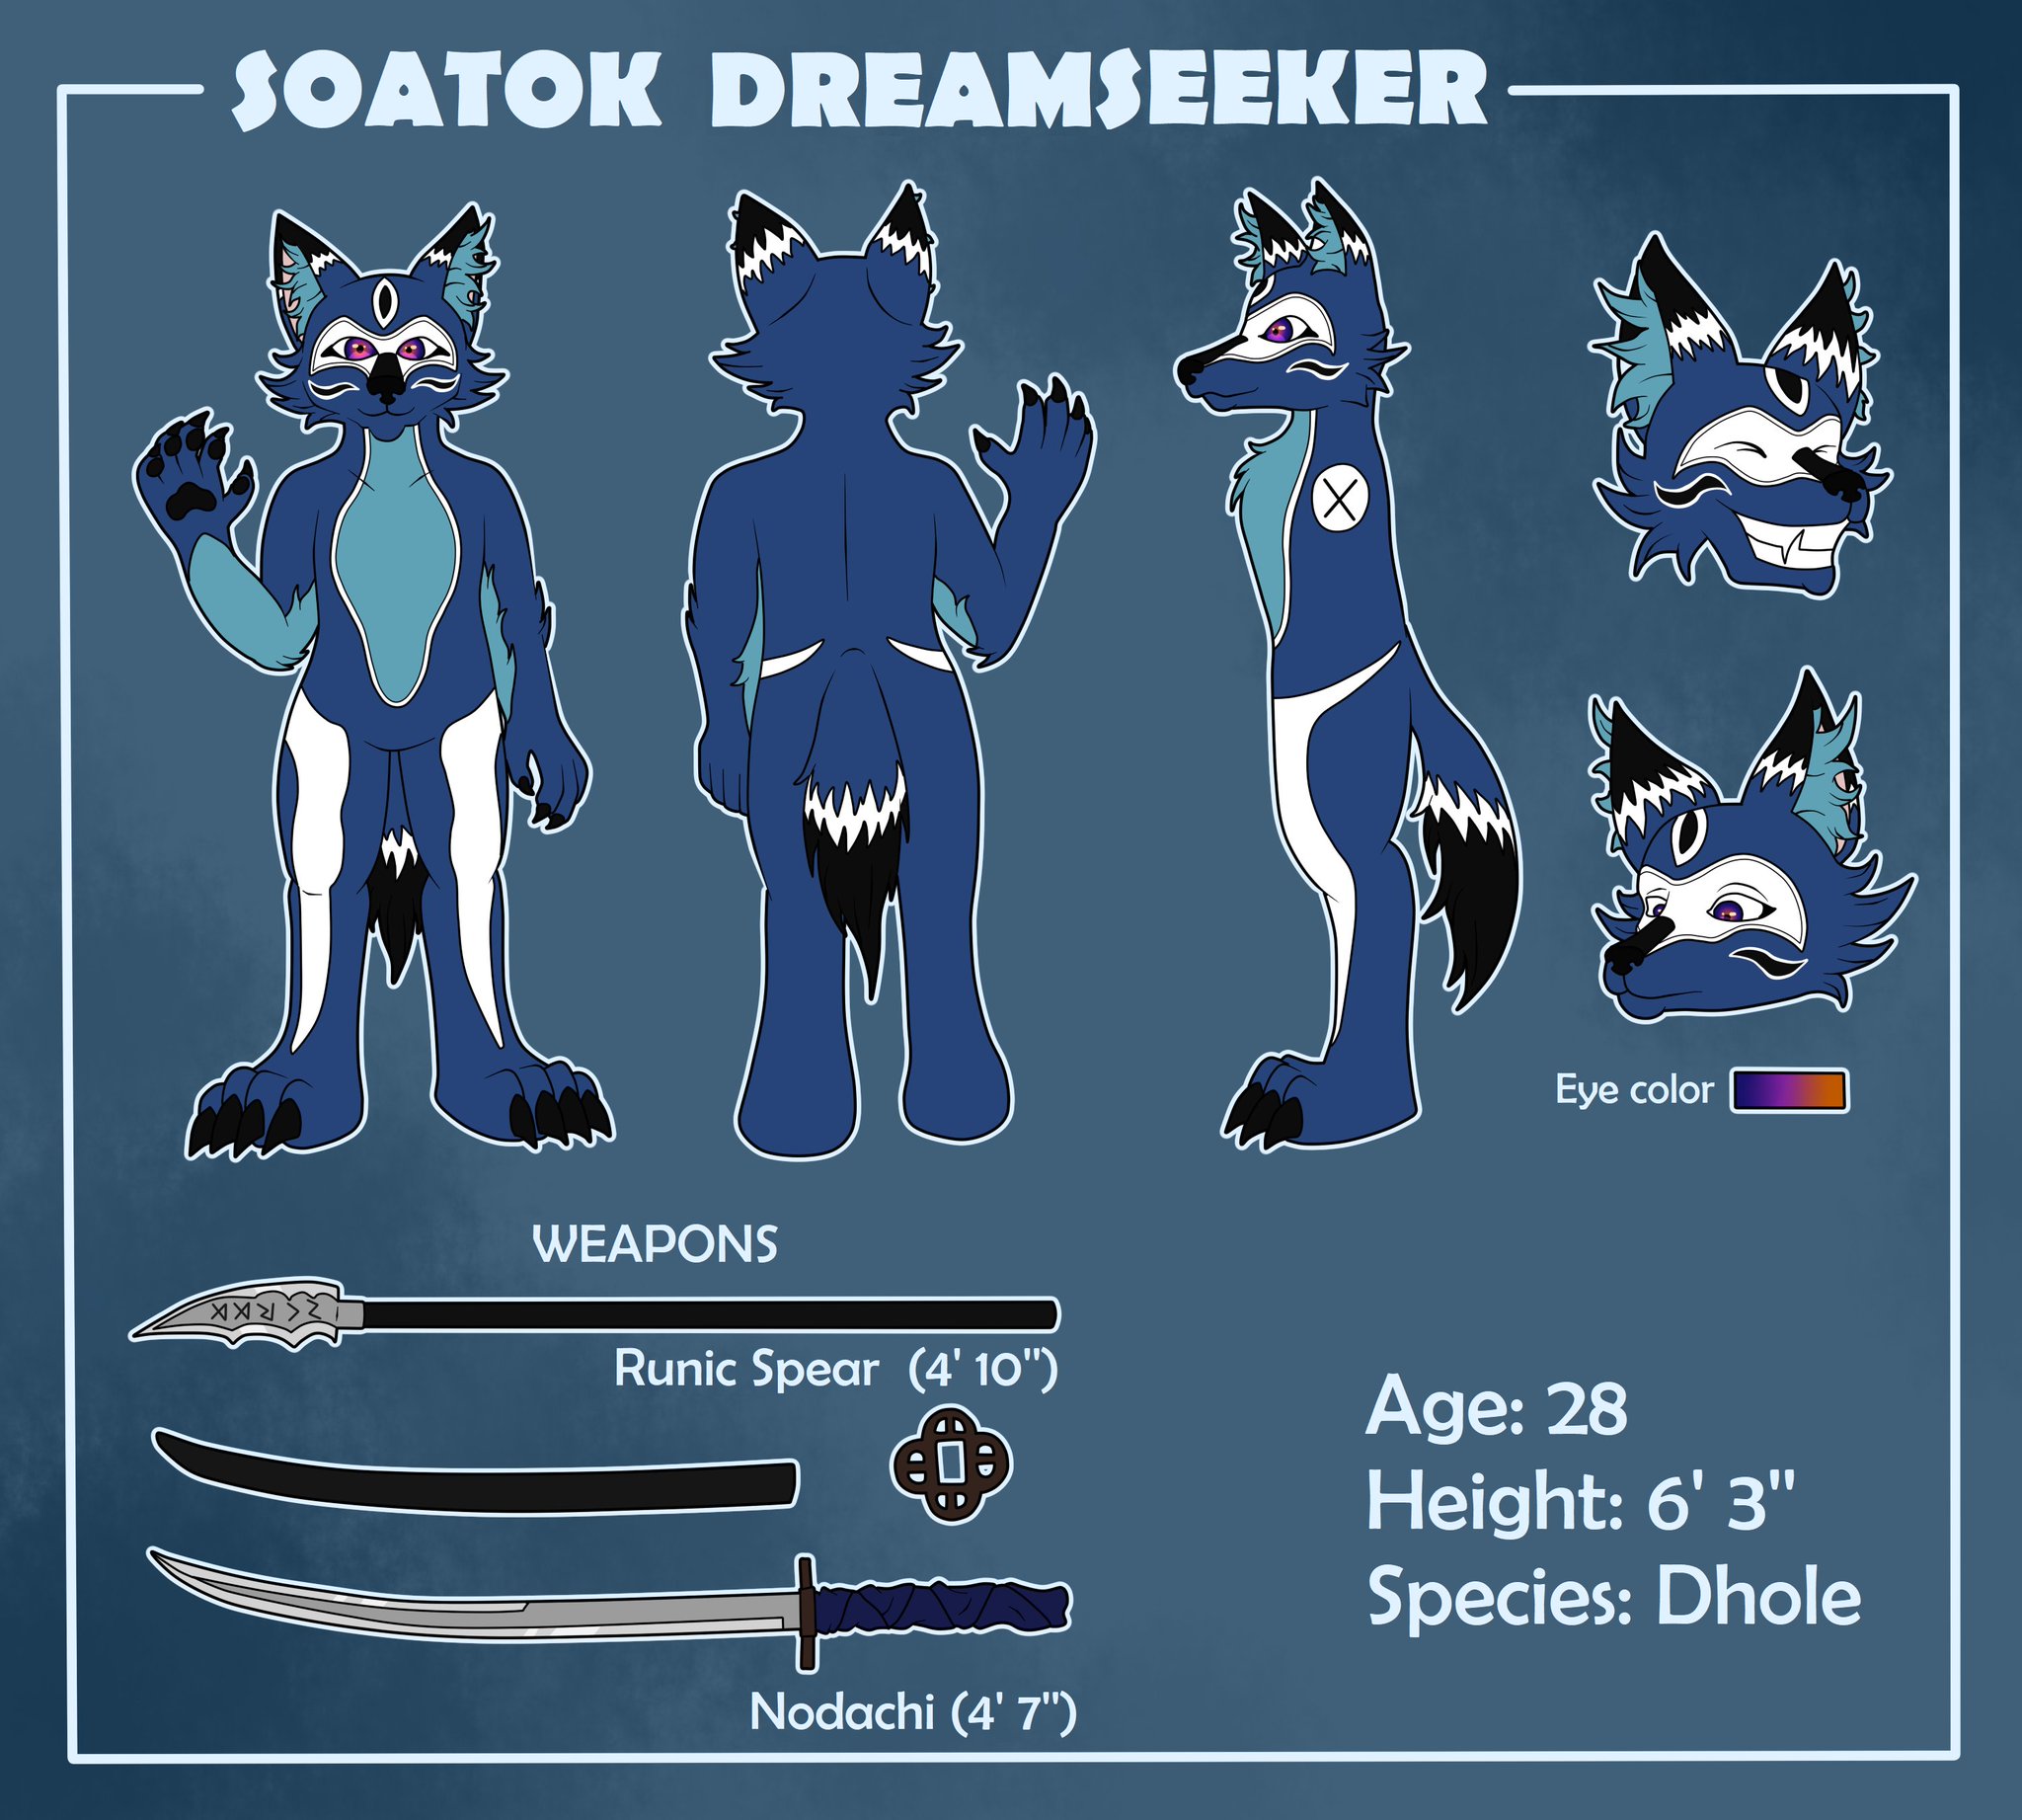 SOATOK DREAMSEEKER
Eye color
WEAPONS
Runic Spear (4' 10")
Nodachi (4' 7")
Age: 28
Height: 6' 3"
Species: Dhole